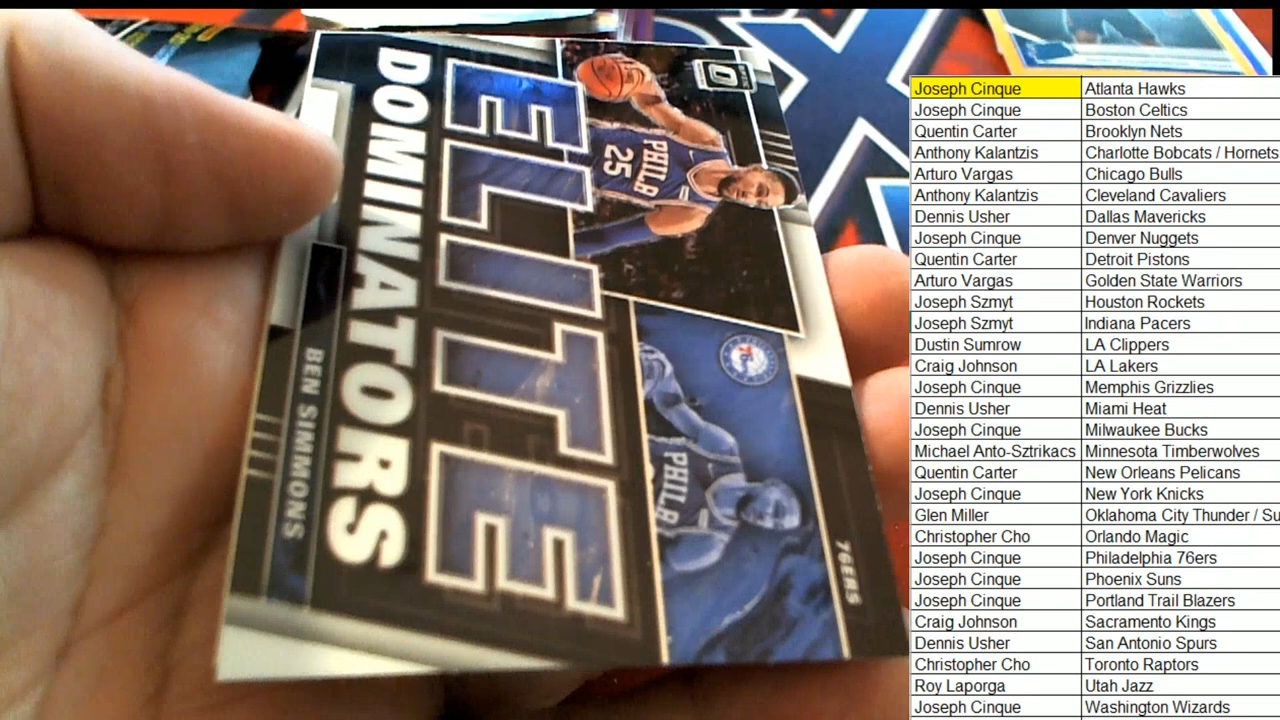 ELITE
DOMINATORS
BEN SIMMONS
76ERS
PHILA
25
PHILA
Joseph Cinque Atlanta Hawks
Joseph Cinque Boston Celtics
Quentin Carter Brooklyn Nets
Anthony Kalantzis Charlotte Bobcats / Hornets
Arturo Vargas Chicago Bulls
Anthony Kalantzis Cleveland Cavaliers
Dennis Usher Dallas Mavericks
Joseph Cinque Denver Nuggets
Quentin Carter Detroit Pistons
Arturo Vargas Golden State Warriors
Joseph Szmyt Houston Rockets
Joseph Szmyt Indiana Pacers
Dustin Sumrow LA Clippers
Craig Johnson LA Lakers
Joseph Cinque Memphis Grizzlies
Dennis Usher Miami Heat
Joseph Cinque Milwaukee Bucks
Michael Anto-Sztrikacs Minnesota Timberwolves
Quentin Carter New Orleans Pelicans
Joseph Cinque New York Knicks
Glen Miller Oklahoma City Thunder / Su
Christopher Cho Orlando Magic
Joseph Cinque Philadelphia 76ers
Joseph Cinque Phoenix Suns
Joseph Cinque Portland Trail Blazers
Craig Johnson Sacramento Kings
Dennis Usher San Antonio Spurs
Christopher Cho Toronto Raptors
Roy Laporga Utah Jazz
Joseph Cinque Washington Wizards